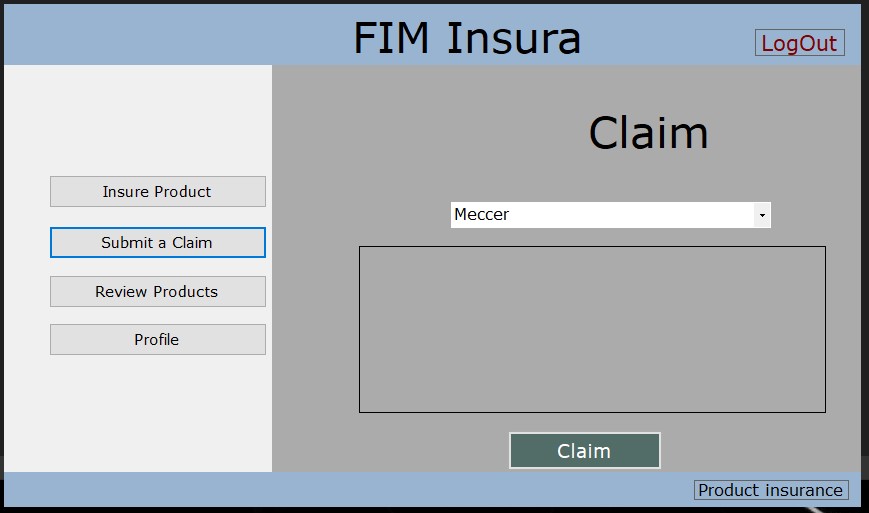 FIM Insura
LogOut
Claim
Insure Product
Submit a Claim
Review Products
Profile
Meccer
Claim
Product insurance